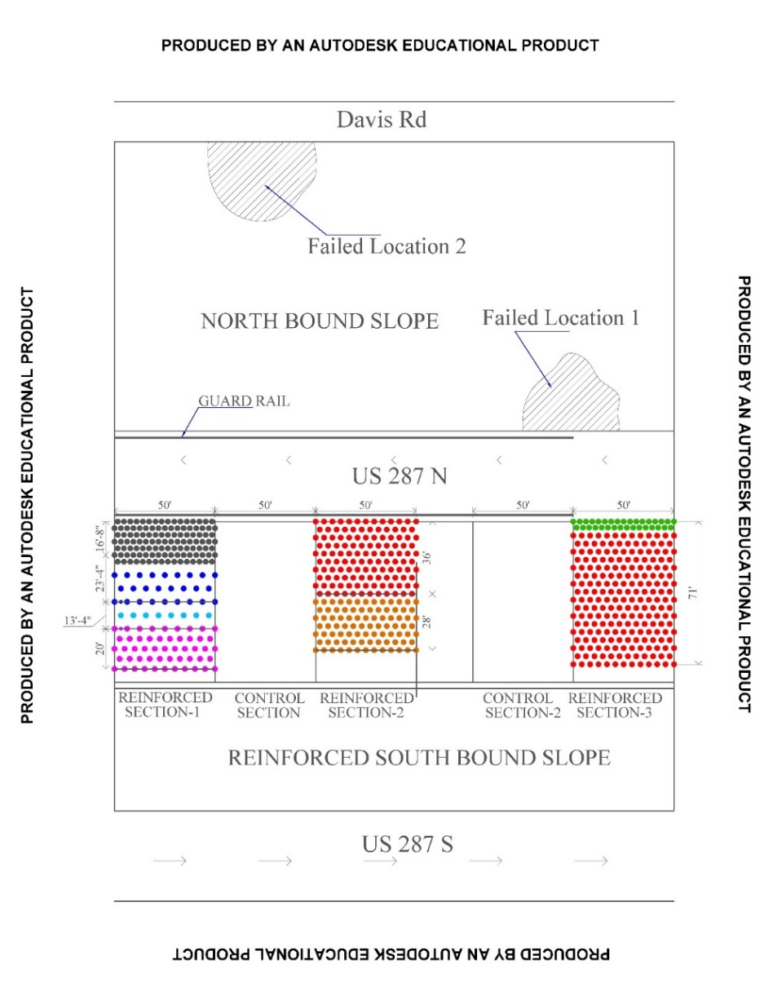 PRODUCED BY AN AUTODESK EDUCATIONAL PRODUCT
Davis Rd
Failed Location 2
NORTH BOUND SLOPE
Failed Location 1
GUARD RAIL
US 287 N
50' 50' 50' 50' 50'
16'-8"
23'-4"
13'-4"
20'
36'
28'
71'
REINFORCED SECTION-1
CONTROL SECTION
REINFORCED SECTION-2
CONTROL SECTION-2
REINFORCED SECTION-3
REINFORCED SOUTH BOUND SLOPE
US 287 S
PRODUCED BY AN AUTODESK EDUCATIONAL PRODUCT
PRODUCED BY AN AUTODESK EDUCATIONAL PRODUCT
PRODUCED BY AN AUTODESK EDUCATIONAL PRODUCT